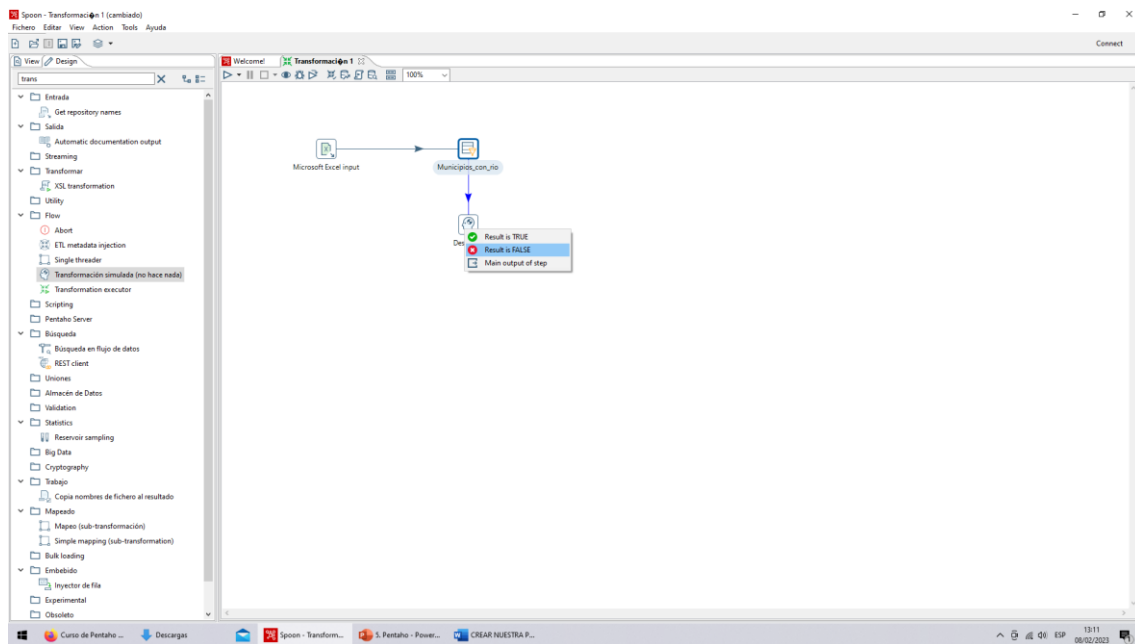 Spoon - Transformaci�n 1 (cambiado)
Fichero Editar View Action Tools Ayuda
Connect
View Design
Welcome! Transformaci�n 1
trans
100%
Entrada
Get repository names
Salida
Automatic documentation output
Streaming
Transformar
XSL transformation
Utility
Flow
Abort
ETL metadata injection
Single threader
Transformación simulada (no hace nada)
Transformation executor
Scripting
Pentaho Server
Búsqueda
Búsqueda en flujo de datos
REST client
Uniones
Almacén de Datos
Validation
Statistics
Reservoir sampling
Big Data
Cryptography
Trabajo
Copia nombres de fichero al resultado
Mapeado
Mapeo (sub-transformación)
Simple mapping (sub-transformation)
Bulk loading
Embebido
Inyector de fila
Experimental
Obsoleto
Microsoft Excel input
Municipios_con_rio
Des
Result is TRUE
Result is FALSE
Main output of step
Curso de Pentaho ... Descargas Spoon - Transform... 5. Pentaho - Power... CREAR NUESTRA P... ESP 13:11
08/02/2023